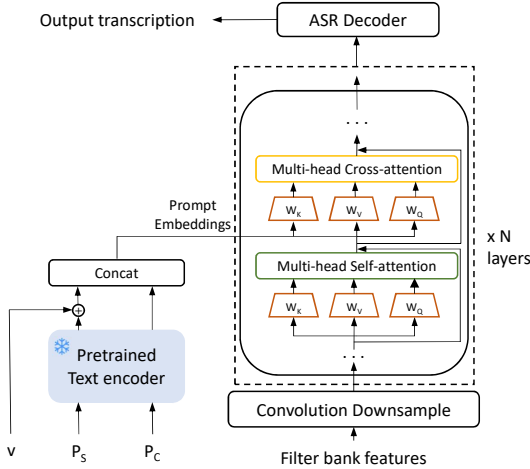 Output transcription
ASR Decoder
. . .
Multi-head Cross-attention
W_K
W_V
W_Q
Prompt
Embeddings
x N
layers
Concat
Multi-head Self-attention
W_K
W_V
W_Q
Pretrained
Text encoder
. . .
Convolution Downsample
v
P_S
P_C
Filter bank features